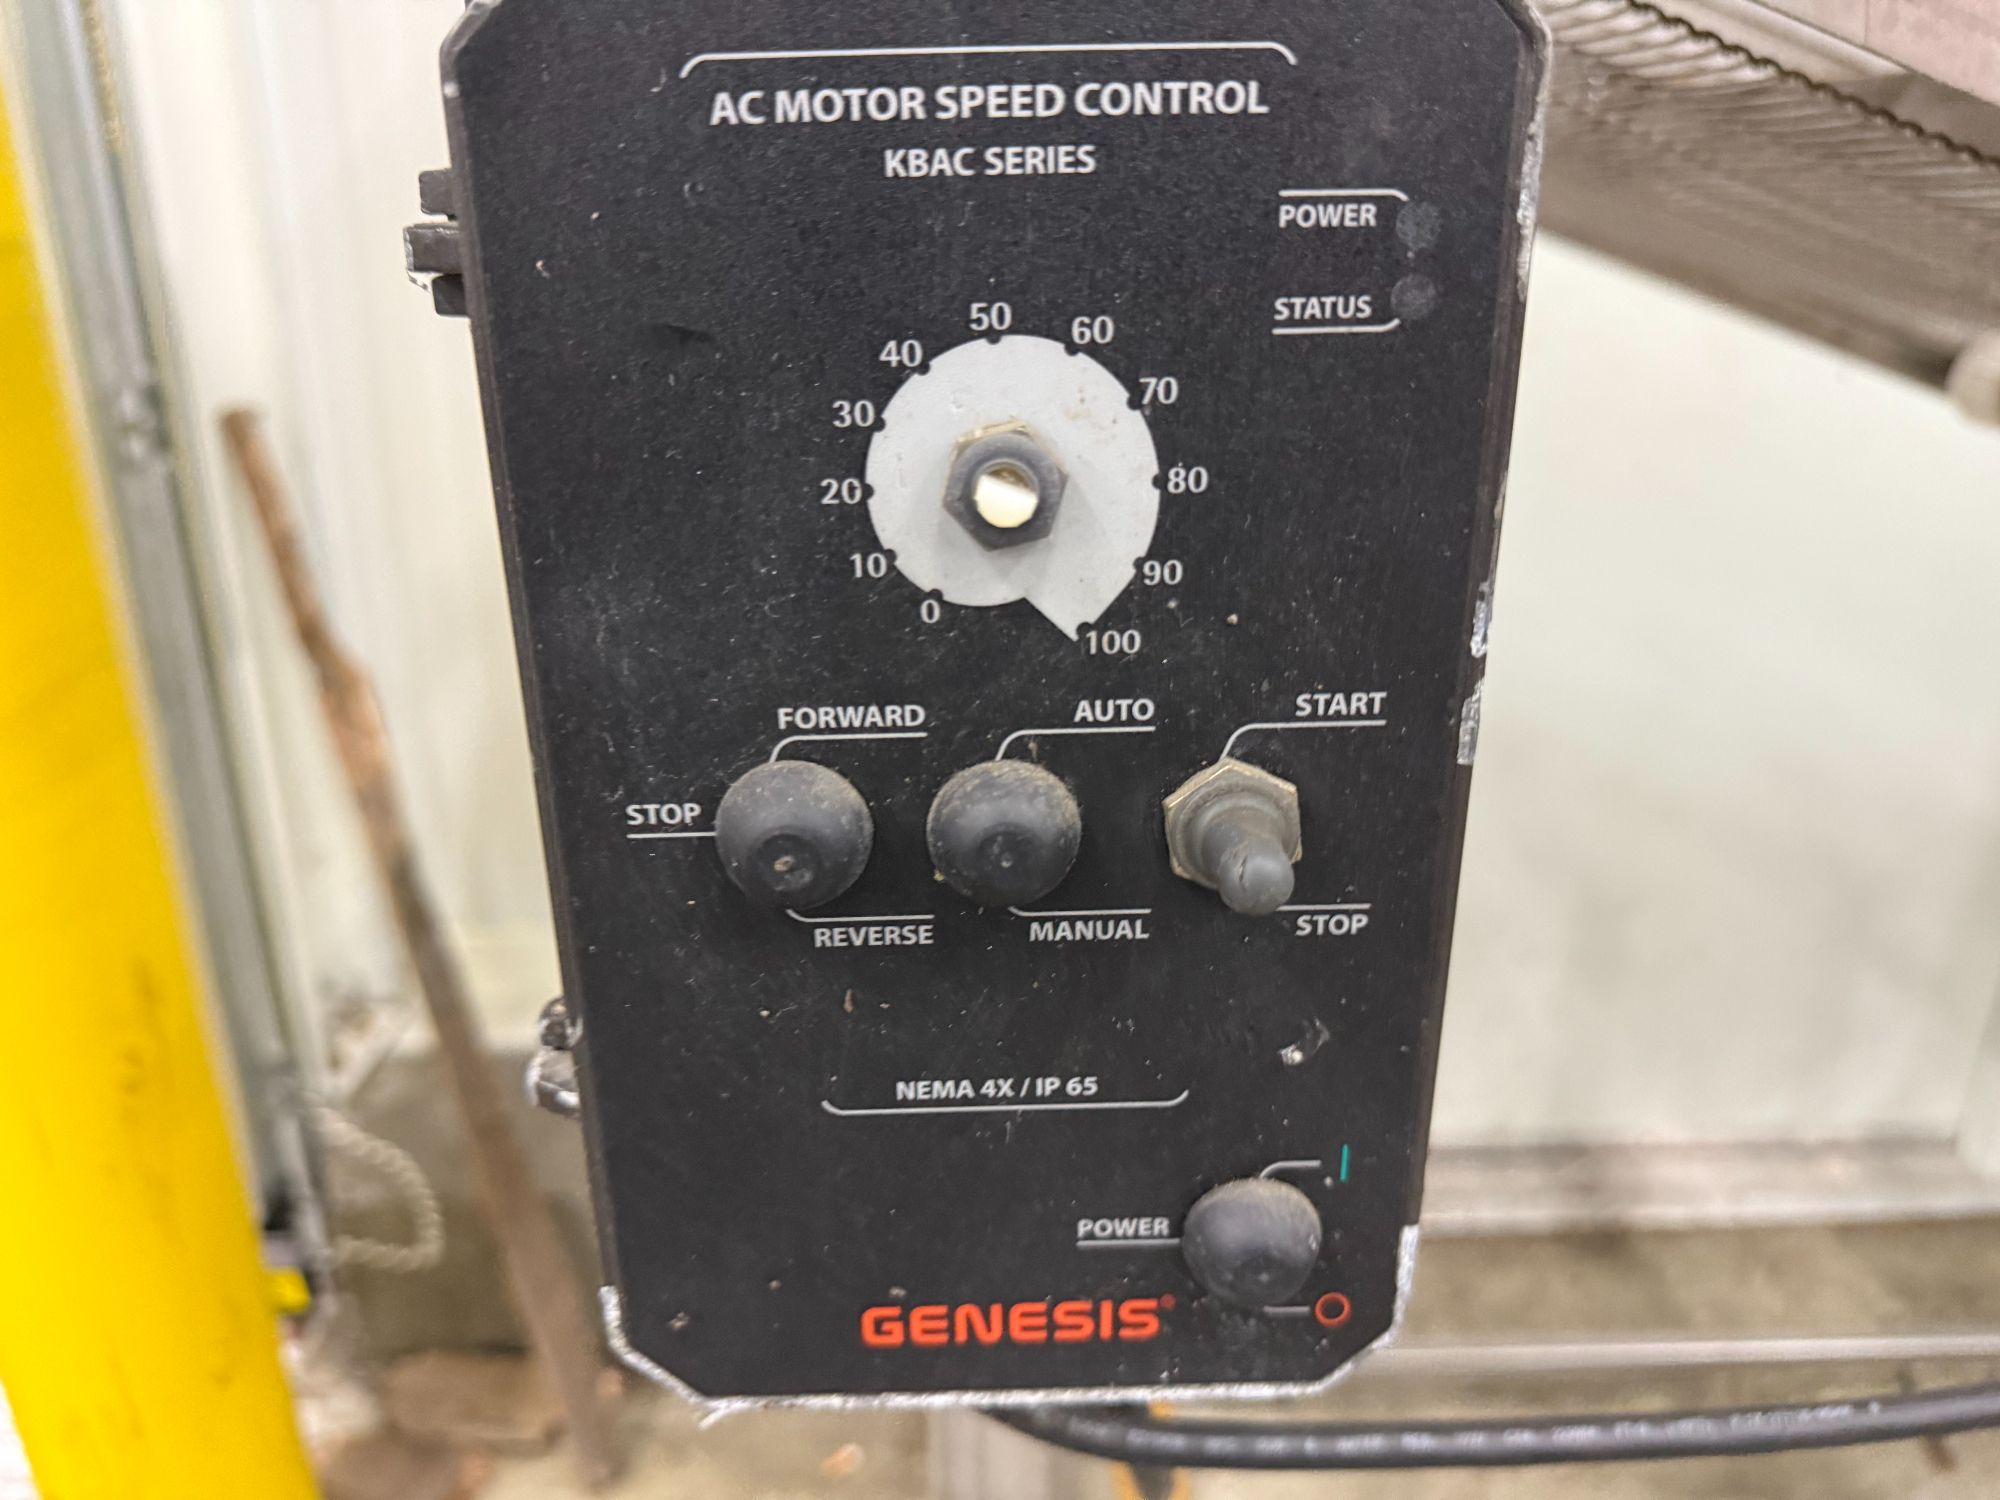 AC MOTOR SPEED CONTROL
KBAC SERIES
POWER
STATUS
0
10
20
30
40
50
60
70
80
90
100
FORWARD
STOP
REVERSE
AUTO
MANUAL
START
STOP
NEMA 4X / IP 65
POWER
I
O
GENESIS®